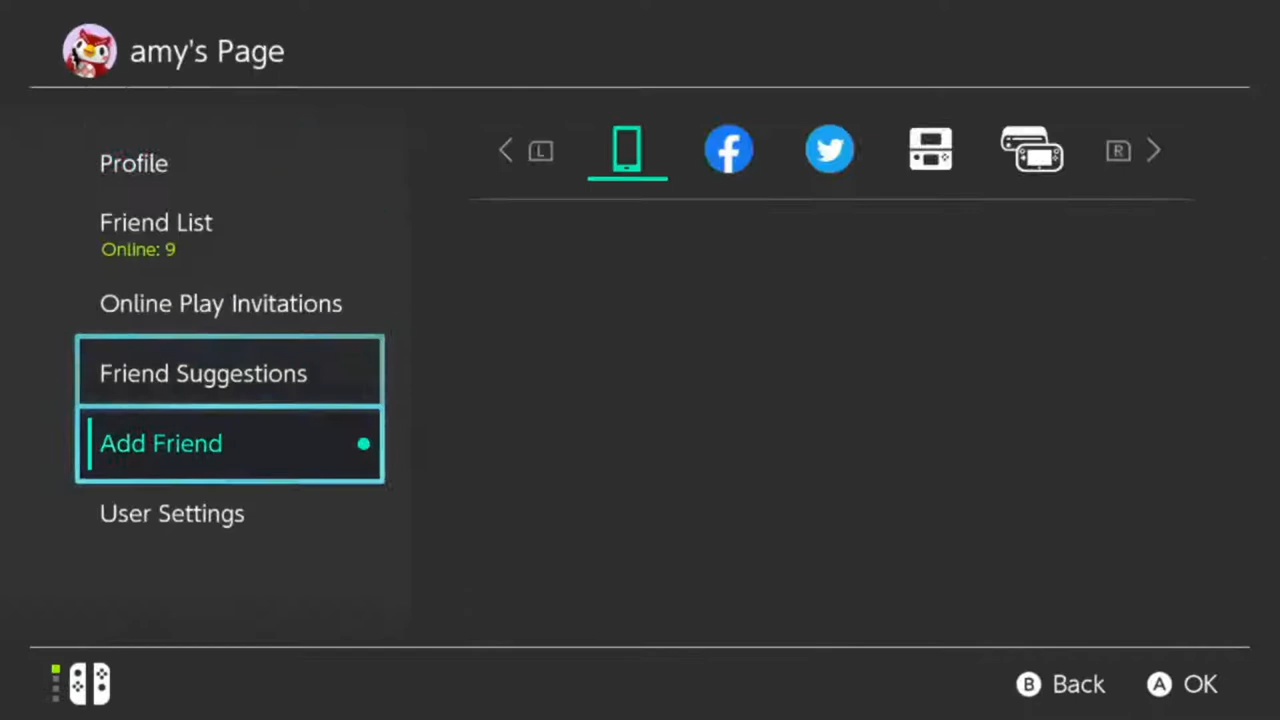 amy's Page
Profile
Friend List
Online: 9
Online Play Invitations
Friend Suggestions
Add Friend
User Settings
L
R
B Back
A OK